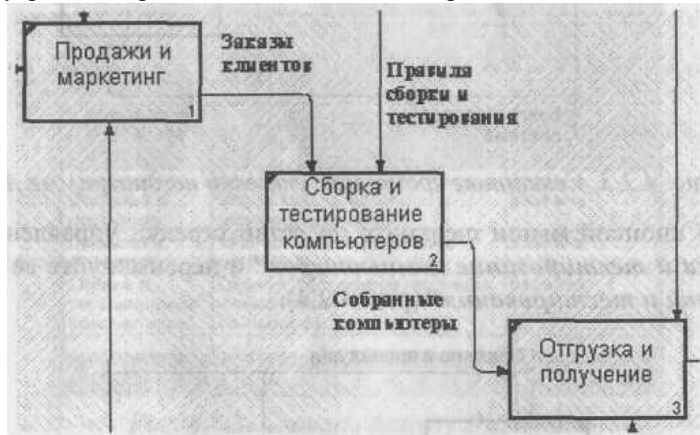 Продажи и
маркетинг
1
Заказы
клиентов
Правила
сборки и
тестирования
Сборка и
тестирование
компьютеров
2
Собранные
компьютеры
Отгрузка и
получение
3